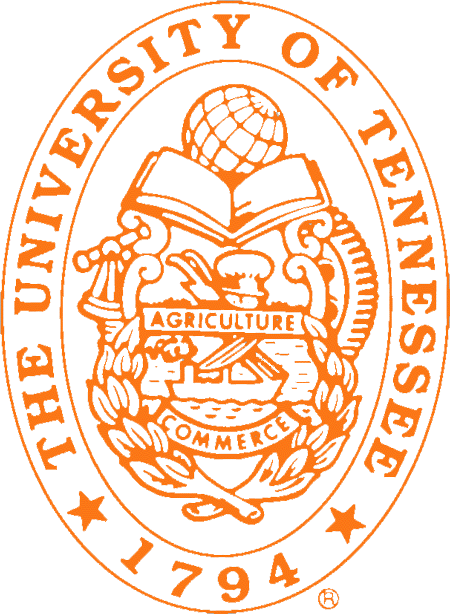 THE UNIVERSITY OF TENNESSEE
AGRICULTURE
COMMERCE
1794
®